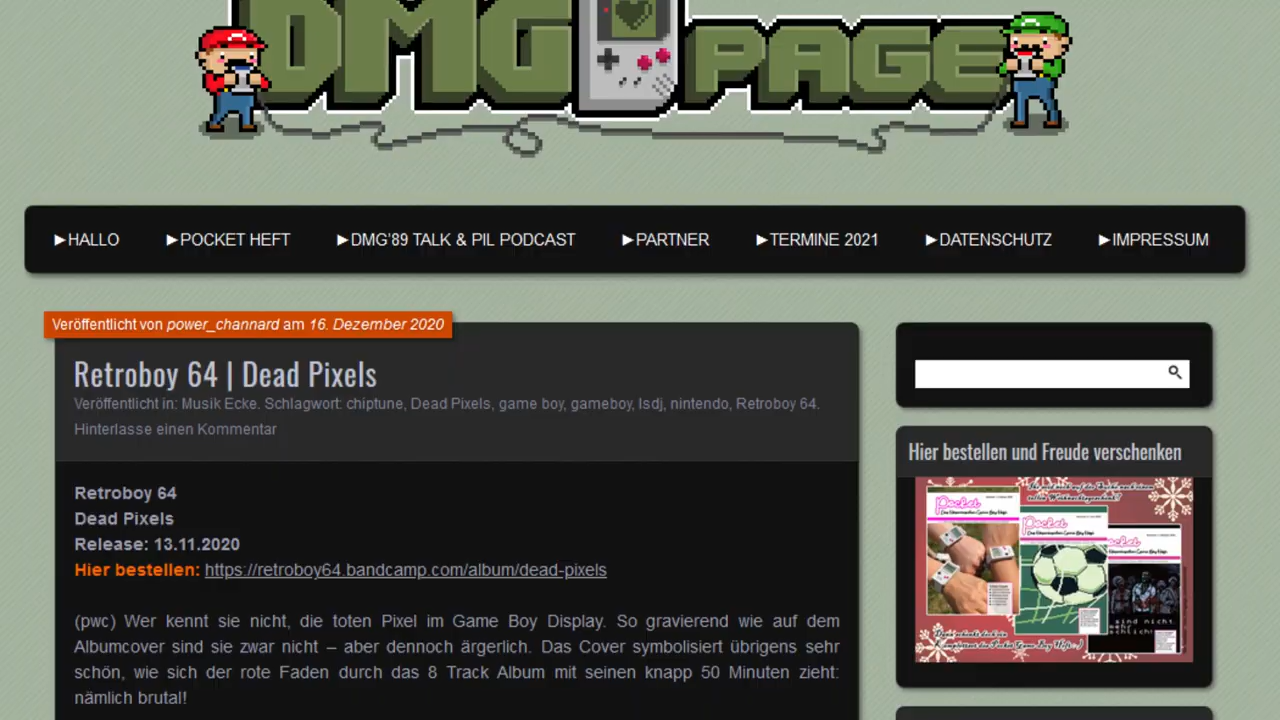 DMG PAGE
►HALLO ►POCKET HEFT ►DMG'89 TALK & PIL PODCAST ►PARTNER ►TERMINE 2021 ►DATENSCHUTZ ►IMPRESSUM
Veröffentlicht von power_channard am 16. Dezember 2020
Retroboy 64 | Dead Pixels
Veröffentlicht in: Musik Ecke. Schlagwort: chiptune, Dead Pixels, game boy, gameboy, lsdj, nintendo, Retroboy 64.
Hinterlasse einen Kommentar
Retroboy 64
Dead Pixels
Release: 13.11.2020
Hier bestellen: https://retroboy64.bandcamp.com/album/dead-pixels
(pwc) Wer kennt sie nicht, die toten Pixel im Game Boy Display. So gravierend wie auf dem
Albumcover sind sie zwar nicht – aber dennoch ärgerlich. Das Cover symbolisiert übrigens sehr
schön, wie sich der rote Faden durch das 8 Track Album mit seinen knapp 50 Minuten zieht:
nämlich brutal!
Hier bestellen und Freude verschenken
Pocket
Pocket